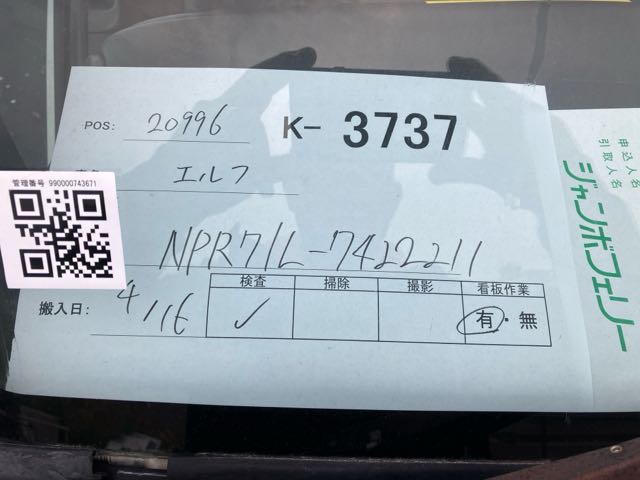 POS: 20996 K- 3737
エルフ
管理番号 990000743671
NPR71L-7422211
搬入日: 4/16
検査 掃除 撮影 看板作業
✓ 有・無
申込人名
引取人名
ジャンボフェリー